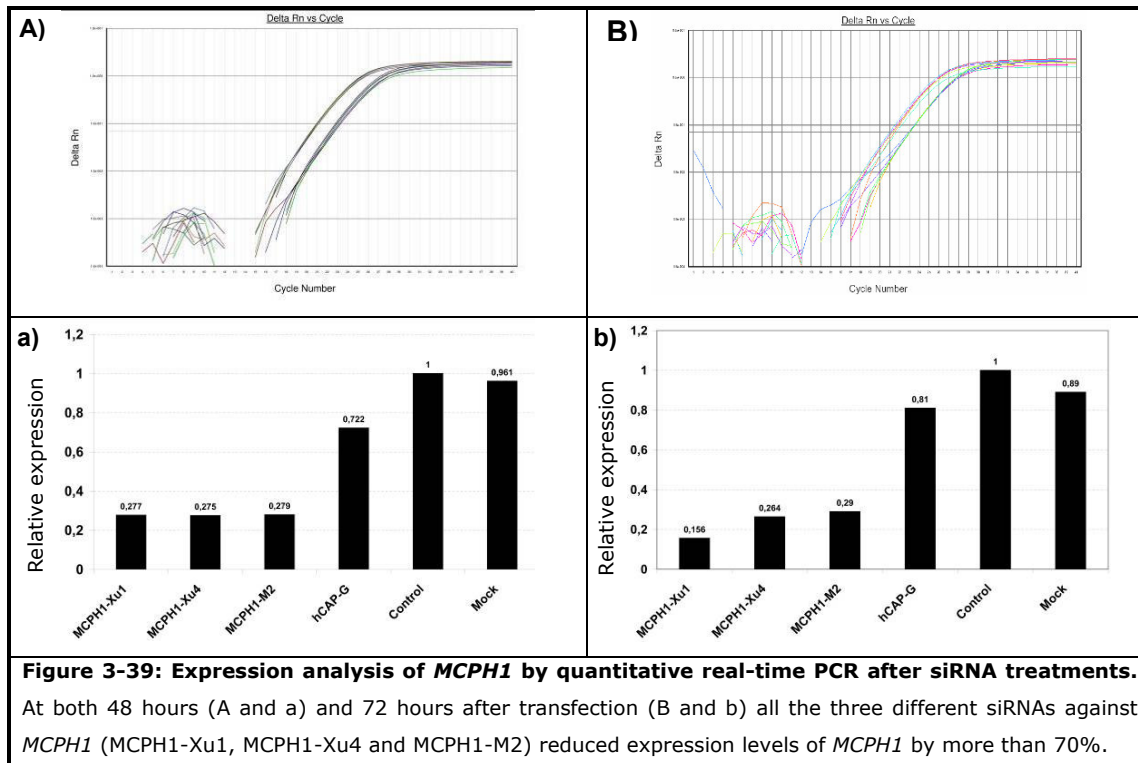 A)
Delta Rn vs Cycle
Delta Rn
Cycle Number
B)
Delta Rn vs Cycle
Delta Rn
Cycle Number
a)
Relative expression
1,2
1
0,8
0,6
0,4
0,2
0
0,277
0,275
0,279
0,722
1
0,961
MCPH1-Xu1
MCPH1-Xu4
MCPH1-M2
hCAP-G
Control
Mock
b)
Relative expression
1,2
1
0,8
0,6
0,4
0,2
0
0,156
0,264
0,29
0,81
1
0,89
MCPH1-Xu1
MCPH1-Xu4
MCPH1-M2
hCAP-G
Control
Mock
Figure 3-39: Expression analysis of MCPH1 by quantitative real-time PCR after siRNA treatments.
At both 48 hours (A and a) and 72 hours after transfection (B and b) all the three different siRNAs against
MCPH1 (MCPH1-Xu1, MCPH1-Xu4 and MCPH1-M2) reduced expression levels of MCPH1 by more than 70%.